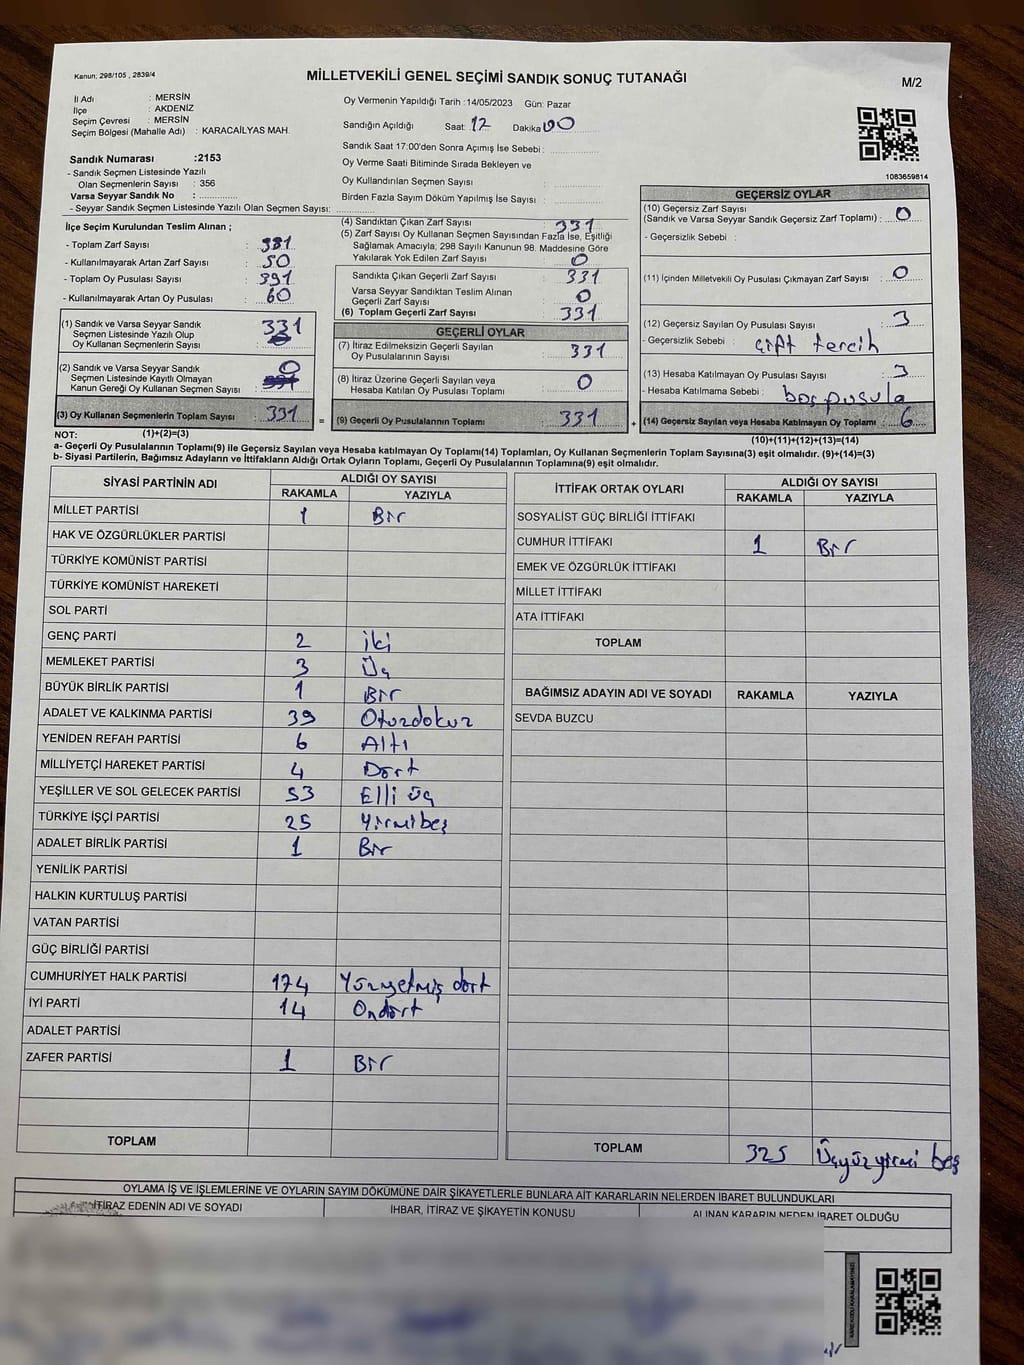 Kanun; 298/105 , 2839/4
MİLLETVEKİLİ GENEL SEÇİMİ SANDIK SONUÇ TUTANAĞI
M/2
İl Adı : MERSİN
İlçe : AKDENİZ
Seçim Çevresi : MERSİN
Seçim Bölgesi (Mahalle Adı) : KARACAİLYAS MAH.
Sandık Numarası :2153
- Sandık Seçmen Listesinde Yazılı
Olan Seçmenlerin Sayısı : 356
Varsa Seyyar Sandık No :
- Seyyar Sandık Seçmen Listesinde Yazılı Olan Seçmen Sayısı:
Oy Vermenin Yapıldığı Tarih :14/05/2023 Gün: Pazar
Sandığın Açıldığı Saat: 12 Dakika 00
Sandık Saat 17:00'den Sonra Açımış İse Sebebi :
Oy Verme Saati Bitiminde Sırada Bekleyen ve
Oy Kullandırılan Seçmen Sayısı :
Birden Fazla Sayım Döküm Yapılmış İse Sayısı :
1083659814
İlçe Seçim Kurulundan Teslim Alınan ;
- Toplam Zarf Sayısı : 381
- Kullanılmayarak Artan Zarf Sayısı : 50
- Toplam Oy Pusulası Sayısı : 391
- Kullanılmayarak Artan Oy Pusulası : 60
(1) Sandık ve Varsa Seyyar Sandık
Seçmen Listesinde Yazılı Olup
Oy Kullanan Seçmenlerin Sayısı : 331
(2) Sandık ve Varsa Seyyar Sandık
Seçmen Listesinde Kayıtlı Olmayan
Kanun Gereği Oy Kullanan Seçmen Sayısı : 0
(3) Oy Kullanan Seçmenlerin Toplam Sayısı : 331
(1)+(2)=(3)
(4) Sandıktan Çıkan Zarf Sayısı : 331
(5) Zarf Sayısı Oy Kullanan Seçmen Sayısından Fazla İse, Eşitliği
Sağlamak Amacıyla, 298 Sayılı Kanunun 98. Maddesine Göre
Yakılarak Yok Edilen Zarf Sayısı : 0
Sandıkta Çıkan Geçerli Zarf Sayısı : 331
Varsa Seyyar Sandıktan Teslim Alınan
Geçerli Zarf Sayısı : 0
(6) Toplam Geçerli Zarf Sayısı : 331
GEÇERLİ OYLAR
(7) İtiraz Edilmeksizin Geçerli Sayılan
Oy Pusulalarının Sayısı : 331
(8) İtiraz Üzerine Geçerli Sayılan veya
Hesaba Katılan Oy Pusulası Toplamı : 0
= (9) Geçerli Oy Pusulalarının Toplamı : 331
GEÇERSİZ OYLAR
(10) Geçersiz Zarf Sayısı
(Sandık ve Varsa Seyyar Sandık Geçersiz Zarf Toplamı) : 0
- Geçersizlik Sebebi :
(11) İçinden Milletvekili Oy Pusulası Çıkmayan Zarf Sayısı : 0
(12) Geçersiz Sayılan Oy Pusulası Sayısı : 3
- Geçersizlik Sebebi : çift tercih
(13) Hesaba Katılmayan Oy Pusulası Sayısı : 3
- Hesaba Katılmama Sebebi : boş pusula
+ (14) Geçersiz Sayılan veya Hesaba Katılmayan Oy Toplamı : 6
(10)+(11)+(12)+(13)=(14)
NOT:
a- Geçerli Oy Pusulalarının Toplamı(9) ile Geçersiz Sayılan veya Hesaba katılmayan Oy Toplamı(14) Toplamları, Oy Kullanan Seçmenlerin Toplam Sayısına(3) eşit olmalıdır. (9)+(14)=(3)
b- Siyasi Partilerin, Bağımsız Adayların ve İttifakların Aldığı Ortak Oyların Toplamı, Geçerli Oy Pusulalarının Toplamına(9) eşit olmalıdır.
SİYASİ PARTİNİN ADI ALDIĞI OY SAYISI
RAKAMLA YAZIYLA
MİLLET PARTİSİ 1 Bir
HAK VE ÖZGÜRLÜKLER PARTİSİ
TÜRKİYE KOMÜNİST PARTİSİ
TÜRKİYE KOMÜNİST HAREKETİ
SOL PARTİ
GENÇ PARTİ 2 iki
MEMLEKET PARTİSİ 3 Üç
BÜYÜK BİRLİK PARTİSİ 1 Bir
ADALET VE KALKINMA PARTİSİ 39 Otuzdokuz
YENİDEN REFAH PARTİSİ 6 Altı
MİLLİYETÇİ HAREKET PARTİSİ 4 Dört
YEŞİLLER VE SOL GELECEK PARTİSİ 53 Elli üç
TÜRKİYE İŞÇİ PARTİSİ 25 Yirmibeş
ADALET BİRLİK PARTİSİ 1 Bir
YENİLİK PARTİSİ
HALKIN KURTULUŞ PARTİSİ
VATAN PARTİSİ
GÜÇ BİRLİĞİ PARTİSİ
CUMHURİYET HALK PARTİSİ 174 Yüzyetmiş dört
İYİ PARTİ 14 Ondört
ADALET PARTİSİ
ZAFER PARTİSİ 1 Bir
TOPLAM
İTTİFAK ORTAK OYLARI ALDIĞI OY SAYISI
RAKAMLA YAZIYLA
SOSYALİST GÜÇ BİRLİĞİ İTTİFAKI
CUMHUR İTTİFAKI 1 Bir
EMEK VE ÖZGÜRLÜK İTTİFAKI
MİLLET İTTİFAKI
ATA İTTİFAKI
TOPLAM
BAĞIMSIZ ADAYIN ADI VE SOYADI RAKAMLA YAZIYLA
SEVDA BUZCU
TOPLAM 325 Üçyüzyirmi beş
OYLAMA İŞ VE İŞLEMLERİNE VE OYLARIN SAYIM DÖKÜMÜNE DAİR ŞİKAYETLERLE BUNLARA AİT KARARLARIN NELERDEN İBARET BULUNDUKLARI
İTİRAZ EDENİN ADI VE SOYADI İHBAR, İTİRAZ VE ŞİKAYETİN KONUSU ALINAN KARARIN NEDEN İBARET OLDUĞU